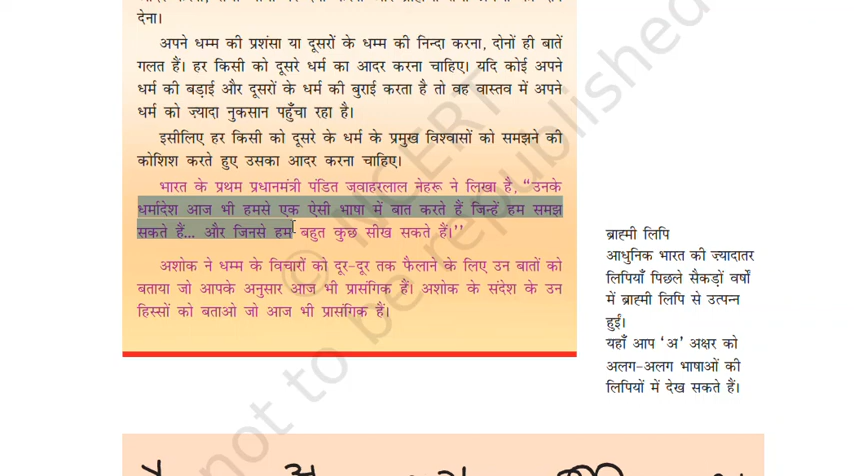 देना।
अपने धम्म की प्रशंसा या दूसरों के धम्म की निन्दा करना, दोनों ही बातें
गलत हैं। हर किसी को दूसरे धर्म का आदर करना चाहिए। यदि कोई अपने
धर्म की बड़ाई और दूसरों के धर्म की बुराई करता है तो वह वास्तव में अपने
धर्म को ज़्यादा नुकसान पहुँचा रहा है।
इसीलिए हर किसी को दूसरे के धर्म के प्रमुख विश्वासों को समझने की
कोशिश करते हुए उसका आदर करना चाहिए।
भारत के प्रथम प्रधानमंत्री पंडित जवाहरलाल नेहरू ने लिखा है, “उनके
धर्मादेश आज भी हमसे एक ऐसी भाषा में बात करते हैं जिन्हें हम समझ
सकते हैं... और जिनसे हम बहुत कुछ सीख सकते हैं।’’
अशोक ने धम्म के विचारों को दूर-दूर तक फैलाने के लिए उन बातों को
बताया जो आपके अनुसार आज भी प्रासंगिक हैं। अशोक के संदेश के उन
हिस्सों को बताओ जो आज भी प्रासंगिक हैं।
ब्राह्मी लिपि
आधुनिक भारत की ज़्यादातर
लिपियाँ पिछले सैकड़ों वर्षों
में ब्राह्मी लिपि से उत्पन्न
हुईं।
यहाँ आप ‘अ’ अक्षर को
अलग-अलग भाषाओं की
लिपियों में देख सकते हैं।
© NCERT
not to be republished